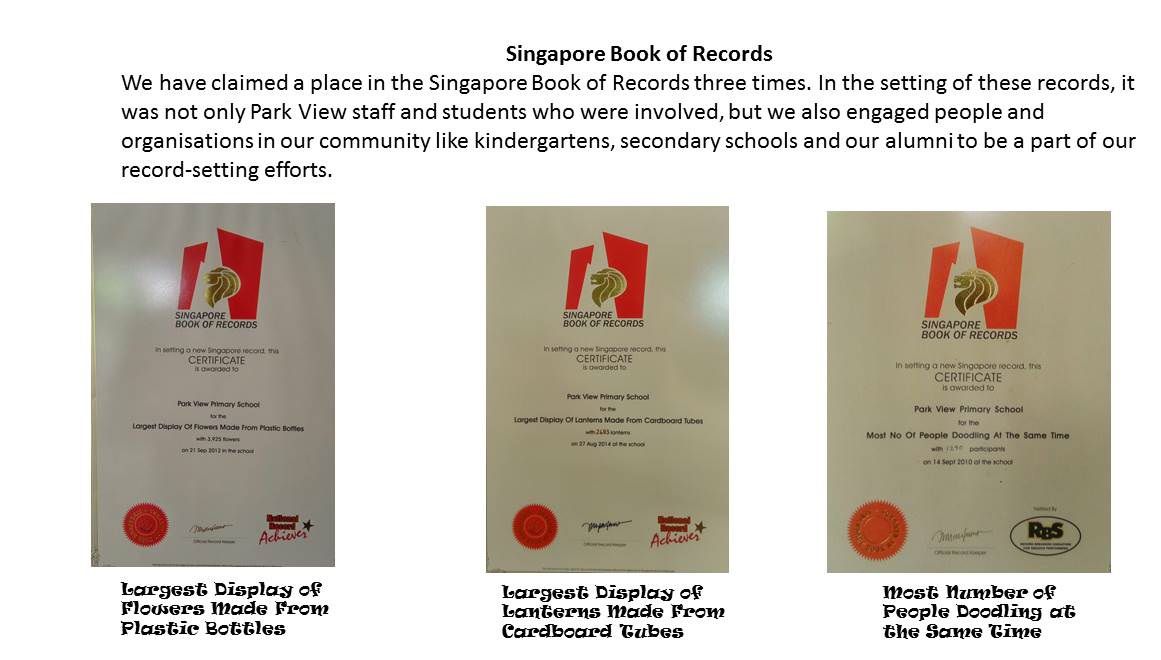 Singapore Book of Records
We have claimed a place in the Singapore Book of Records three times. In the setting of these records, it
was not only Park View staff and students who were involved, but we also engaged people and
organisations in our community like kindergartens, secondary schools and our alumni to be a part of our
record-setting efforts.
SINGAPORE
BOOK OF RECORDS
In setting a new Singapore record, this
CERTIFICATE
is awarded to
Park View Primary School
for the
Largest Display Of Flowers Made From Plastic Bottles
with 3,925 flowers
on 21 Sep 2012 in the school
Official Record Keeper
National
Record
Achiever
Largest Display of
Flowers Made From
Plastic Bottles
SINGAPORE
BOOK OF RECORDS
In setting a new Singapore record, this
CERTIFICATE
is awarded to
Park View Primary School
for the
Largest Display Of Lanterns Made From Cardboard Tubes
with 2685 lanterns
on 27 Aug 2014 at the school
Official Record Keeper
National
Record
Achiever
Largest Display of
Lanterns Made From
Cardboard Tubes
SINGAPORE
BOOK OF RECORDS
In setting a new Singapore record, this
CERTIFICATE
is awarded to
Park View Primary School
for the
Most No Of People Doodling At The Same Time
with participants
on 14 Sept 2010 at the school
Official Record Keeper
RBS
Most Number of
People Doodling at
the Same Time